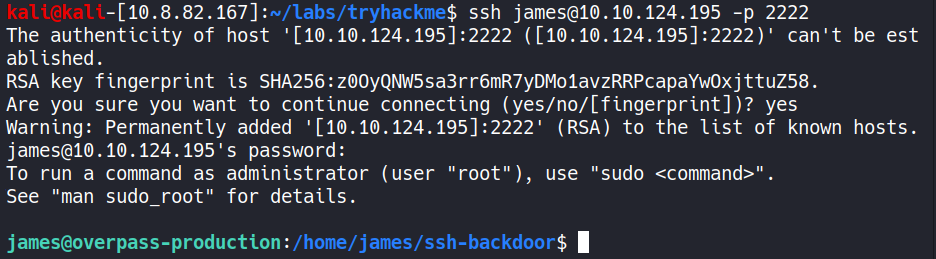 kali@kali-[10.8.82.167]:~/labs/tryhackme$ ssh james@10.10.124.195 -p 2222
The authenticity of host '[10.10.124.195]:2222 ([10.10.124.195]:2222)' can't be est
ablished.
RSA key fingerprint is SHA256:z0OyQNW5sa3rr6mR7yDMo1avzRRPcapaYwOxjttuZ58.
Are you sure you want to continue connecting (yes/no/[fingerprint])? yes
Warning: Permanently added '[10.10.124.195]:2222' (RSA) to the list of known hosts.
james@10.10.124.195's password:
To run a command as administrator (user "root"), use "sudo <command>".
See "man sudo_root" for details.
james@overpass-production:/home/james/ssh-backdoor$